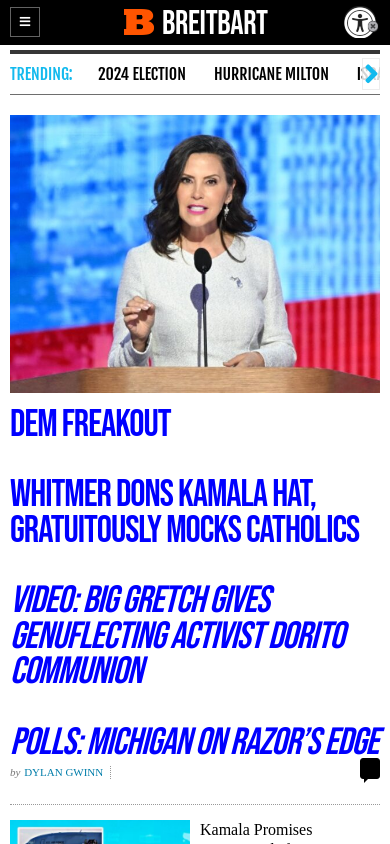 BREITBART
TRENDING:
2024 ELECTION
HURRICANE MILTON
DEM FREAKOUT
WHITMER DONS KAMALA HAT,
GRATUITOUSLY MOCKS CATHOLICS
VIDEO: BIG GRETCH GIVES
GENUFLECTING ACTIVIST DORITO
COMMUNION
POLLS: MICHIGAN ON RAZOR’S EDGE
by DYLAN GWINN
Kamala Promises